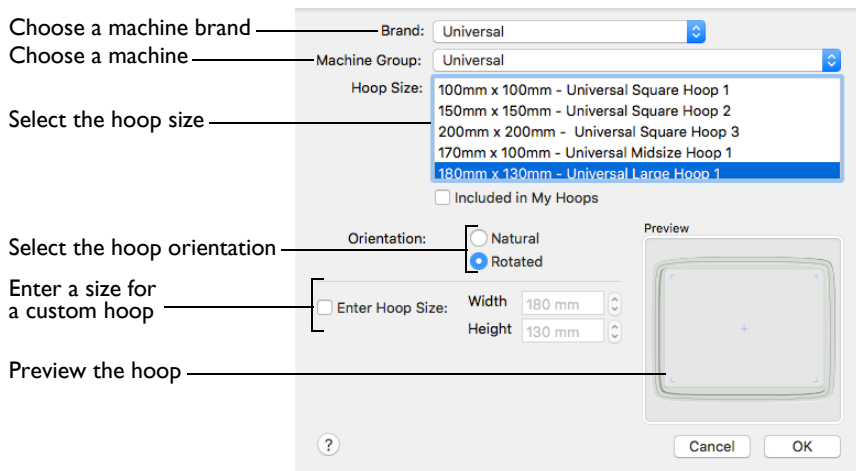 Choose a machine brand
Brand: Universal
Choose a machine
Machine Group: Universal
Hoop Size:
100mm x 100mm - Universal Square Hoop 1
150mm x 150mm - Universal Square Hoop 2
Select the hoop size
200mm x 200mm -  Universal Square Hoop 3
170mm x 100mm - Universal Midsize Hoop 1
180mm x 130mm - Universal Large Hoop 1
Included in My Hoops
Select the hoop orientation
Orientation:
Natural
Rotated
Preview
Enter a size for
a custom hoop
Enter Hoop Size:
Width 180 mm
Height 130 mm
Preview the hoop
?
Cancel
OK